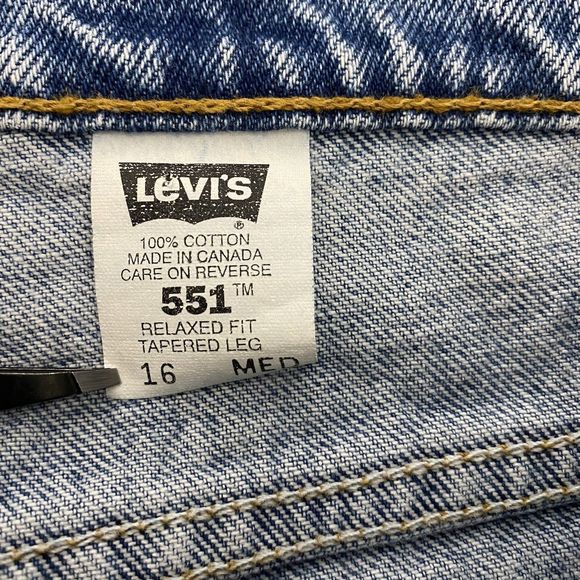 LEVI'S
®
100% COTTON
MADE IN CANADA
CARE ON REVERSE
551™
RELAXED FIT
TAPERED LEG
16 MED